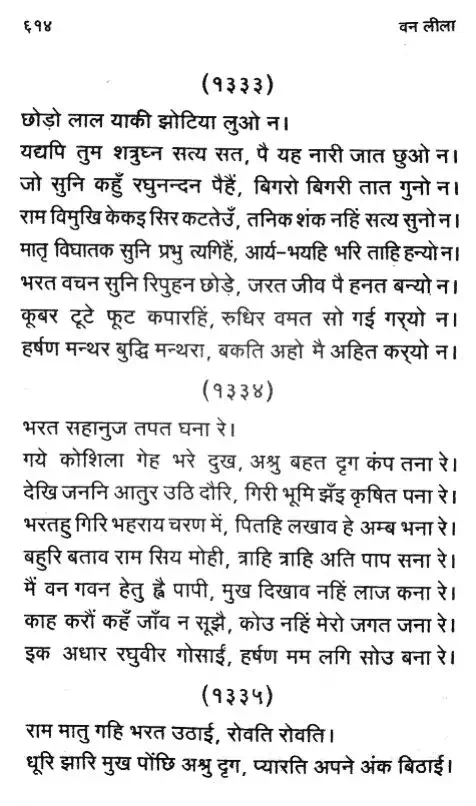 ६१४ वन लीला
(१३३३)
छोड़ो लाल याकी झोटिया लुओ न।
यद्यपि तुम शत्रुघ्न सत्य सत, पै यह नारी जात छुओ न।
जो सुनि कहुँ रघुनन्दन पैहैं, बिगरो बिगरी तात गुनो न।
राम विमुखि केकइ सिर कटतेउँ, तनिक शंक नहिं सत्य सुनो न।
मातृ विघातक सुनि प्रभु त्यगिहैं, आर्य-भयहि भरि ताहि हन्यो न।
भरत वचन सुनि रिपुहन छोड़े, जरत जीव पै हनत बन्यो न।
कूबर टूटे फूट कपारहिं, रुधिर वमत सो गई गर्‌यो न।
हर्षण मन्थर बुद्धि मन्थरा, बकति अहो मै अहित कर्‌यो न।
(१३३४)
भरत सहानुज तपत घना रे।
गये कोशिला गेह भरे दुख, अश्रु बहत दृग कंप तना रे।
देखि जननि आतुर उठि दौरि, गिरी भूमि झँइ कृषित पना रे।
भरतहु गिरि भहराय चरण में, पितहि लखाव हे अम्ब भना रे।
बहुरि बताव राम सिय मोही, त्राहि त्राहि अति पाप सना रे।
मैं वन गवन हेतु ह्वै पापी, मुख दिखाव नहिं लाज कना रे।
काह करौं कहँ जाँव न सूझै, कोउ नहिं मेरो जगत जना रे।
इक अधार रघुवीर गोसाई, हर्षण मम लगि सोउ बना रे।
(१३३५)
राम मातु गहि भरत उठाई, रोवति रोवति।
धूरि झारि मुख पोंछि अश्रु दृग, प्यारति अपने अंक बिठाई।